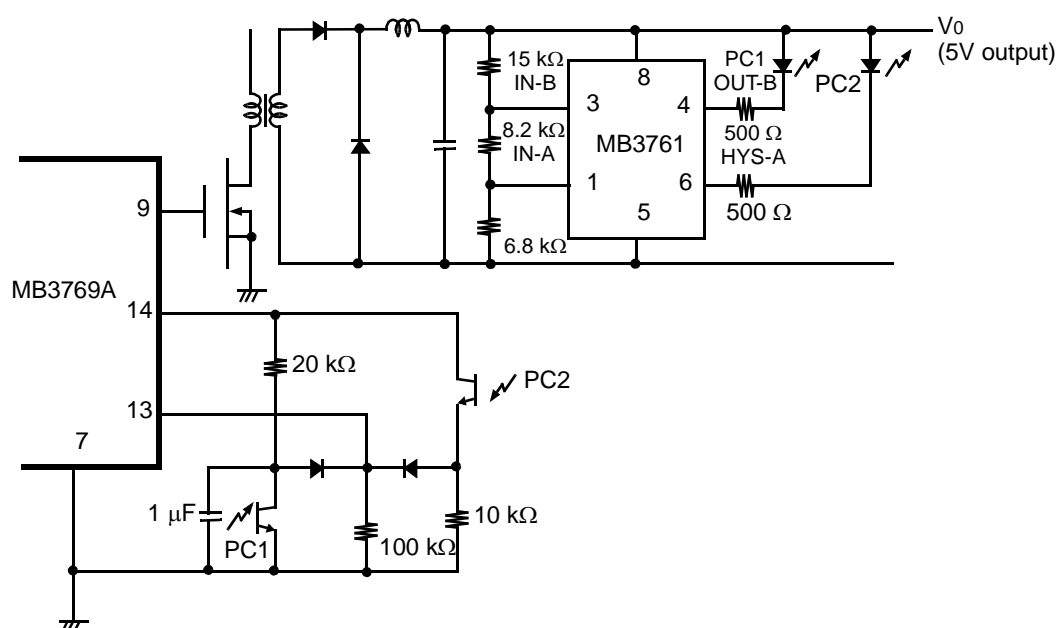 V0
(5V output)
15 kΩ
IN-B
8.2 kΩ
IN-A
6.8 kΩ
3
1
8
5
4
6
MB3761
PC1
OUT-B
PC2
500 Ω
HYS-A
500 Ω
9
MB3769A
14
13
7
20 kΩ
PC2
1 μF
PC1
100 kΩ
10 kΩ